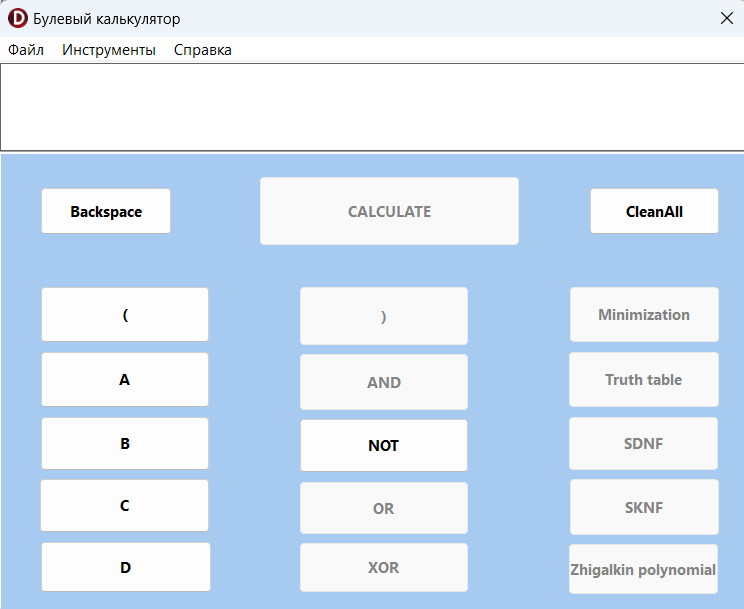 D Булевый калькулятор
Файл Инструменты Справка
Backspace CALCULATE CleanAll
( ) Minimization
A AND Truth table
B NOT SDNF
C OR SKNF
D XOR Zhigalkin polynomial